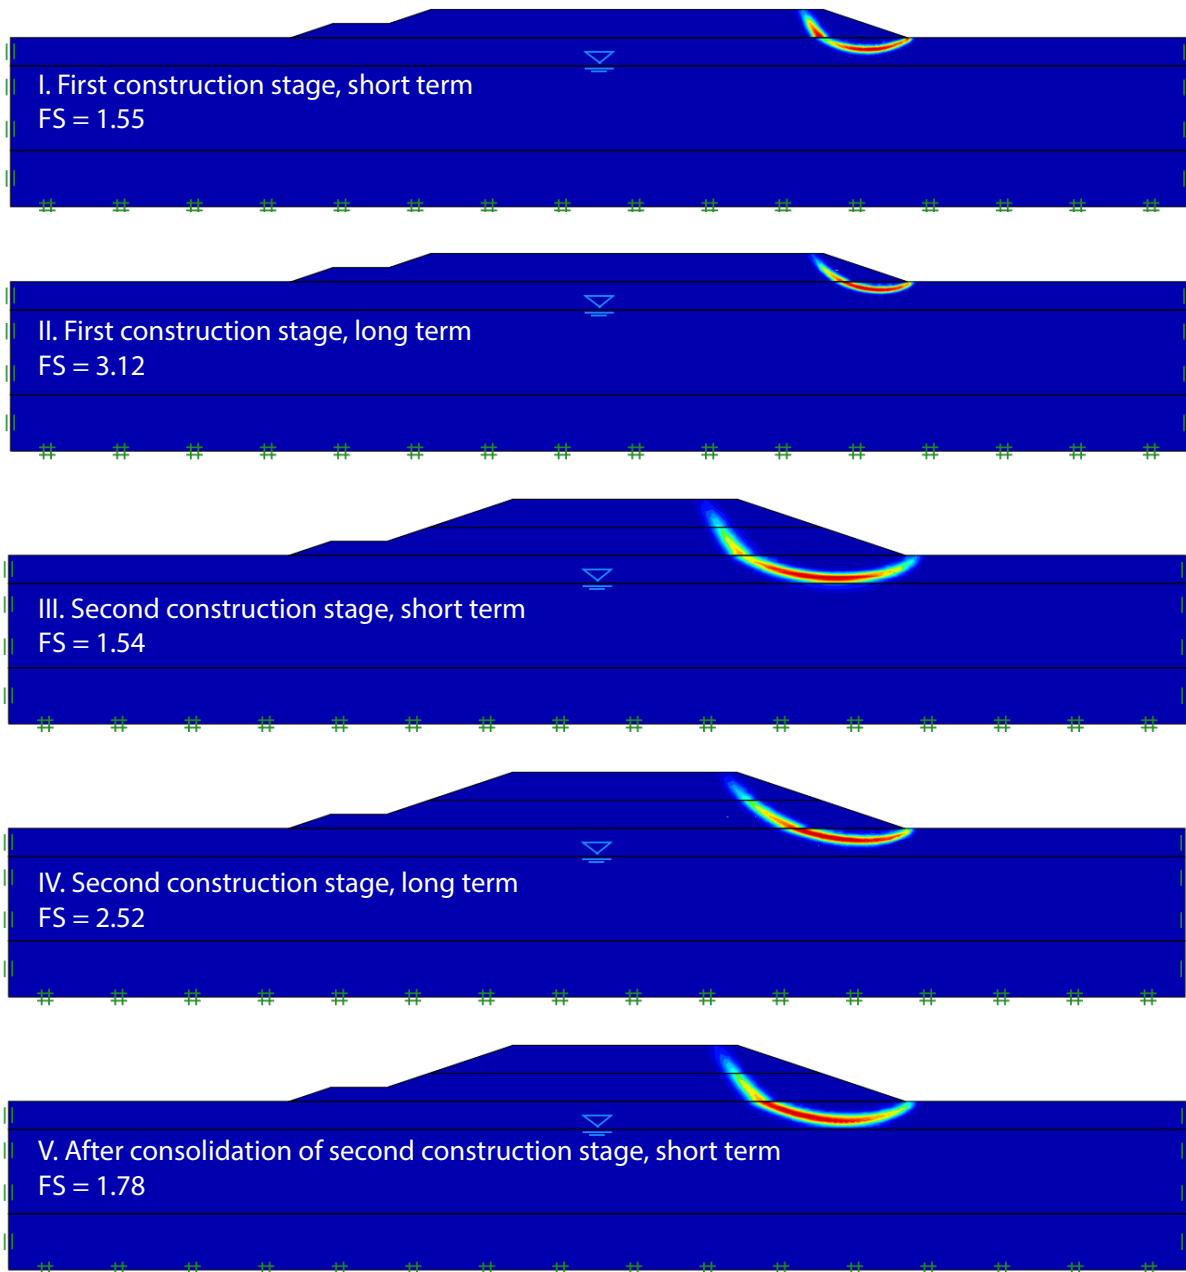 I. First construction stage, short term
FS = 1.55
II. First construction stage, long term
FS = 3.12
III. Second construction stage, short term
FS = 1.54
IV. Second construction stage, long term
FS = 2.52
V. After consolidation of second construction stage, short term
FS = 1.78